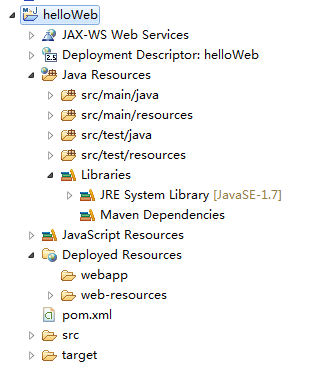 helloWeb
JAX-WS Web Services
Deployment Descriptor: helloWeb
Java Resources
src/main/java
src/main/resources
src/test/java
src/test/resources
Libraries
JRE System Library [JavaSE-1.7]
Maven Dependencies
JavaScript Resources
Deployed Resources
webapp
web-resources
pom.xml
src
target